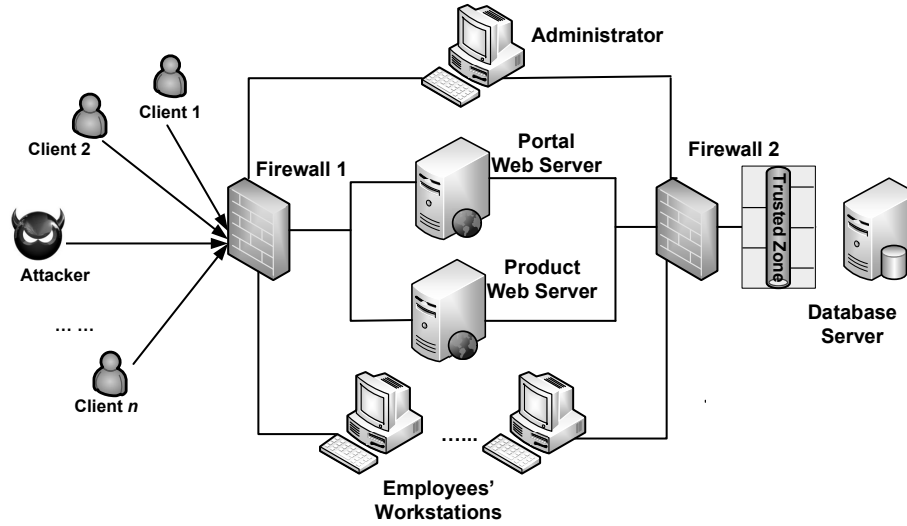 Administrator
Client 1
Client 2
Portal
Web Server
Firewall 1
Firewall 2
Trusted Zone
Attacker
Product
Web Server
Database
Server
... ...
Client n
…...
Employees'
Workstations